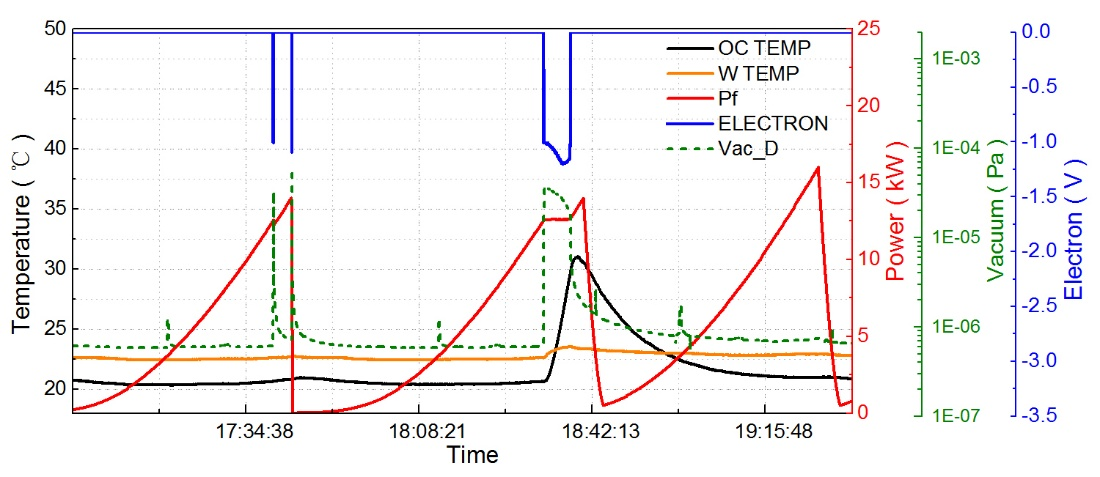 50
45
40
35
30
25
20
Temperature ( ℃ )
OC TEMP
W TEMP
Pf
ELECTRON
Vac_D
25
20
15
10
5
0
Power ( kW )
1E-03
1E-04
1E-05
1E-06
1E-07
Vacuum ( Pa )
0.0
-0.5
-1.0
-1.5
-2.0
-2.5
-3.0
-3.5
Electron ( V )
17:34:38 18:08:21 18:42:13 19:15:48
Time